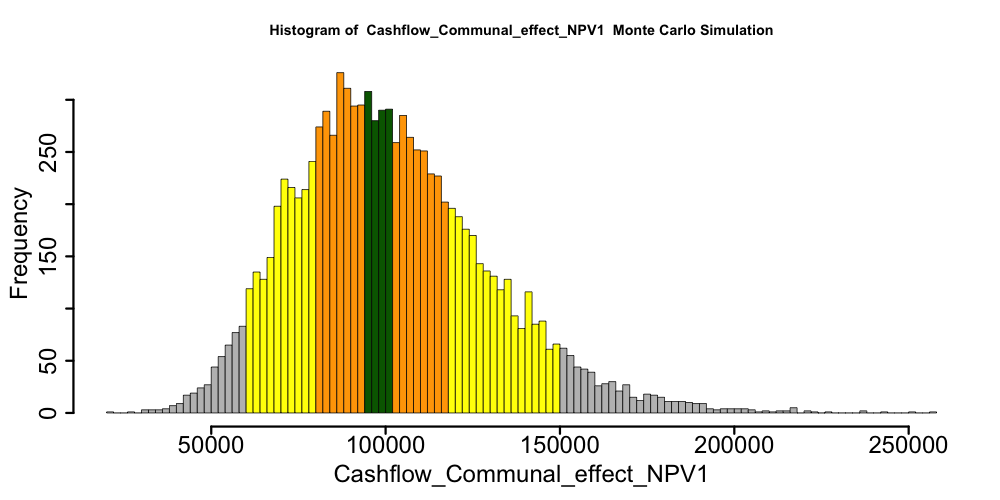 Histogram of  Cashflow_Communal_effect_NPV1  Monte Carlo Simulation
Frequency
250
150
50
0
50000 100000 150000 200000 250000
Cashflow_Communal_effect_NPV1